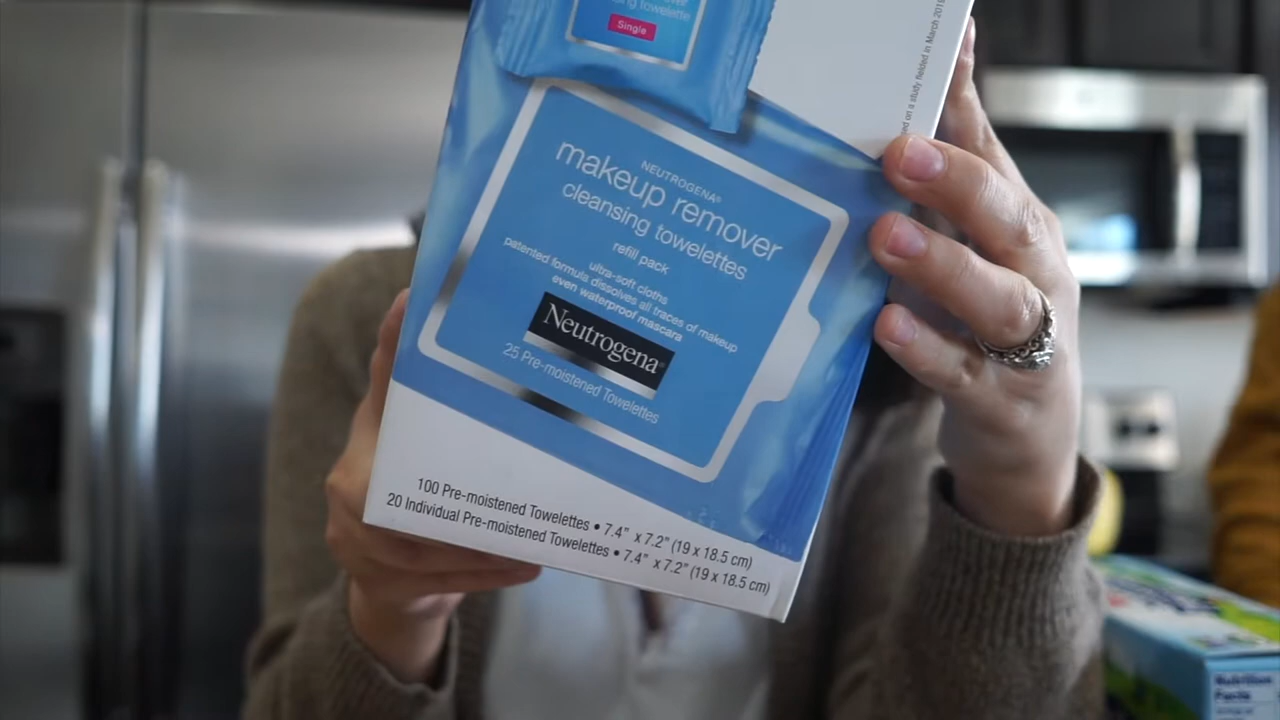 cleansing towelette
Single
on a study fielded in March 201
NEUTROGENA®
makeup remover
cleansing towelettes
refill pack
ultra-soft cloths
patented formula dissolves all traces of makeup
even waterproof mascara
Neutrogena®
25 Pre-moistened Towelettes
100 Pre-moistened Towelettes • 7.4" x 7.2" (19 x 18.5 cm)
20 Individual Pre-moistened Towelettes • 7.4" x 7.2" (19 x 18.5 cm)
Nutrition
Facts